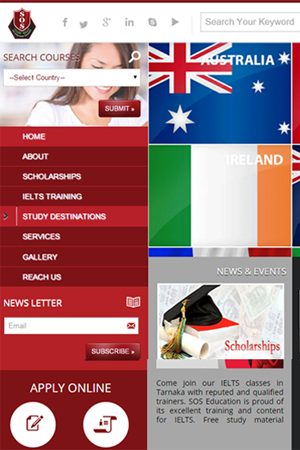 SOS
Search Your Keyword
SEARCH COURSES
--Select Country--
SUBMIT »
HOME
ABOUT
SCHOLARSHIPS
IELTS TRAINING
> STUDY DESTINATIONS
SERVICES
GALLERY
REACH US
NEWS LETTER
Email
SUBSCRIBE »
APPLY ONLINE
AUSTRALIA
IRELAND
NEWS & EVENTS
Scholarships
Come join our IELTS classes in
Tarnaka with reputed and qualified
trainers. SOS Education is proud of
its excellent training and content
for IELTS. Free study material